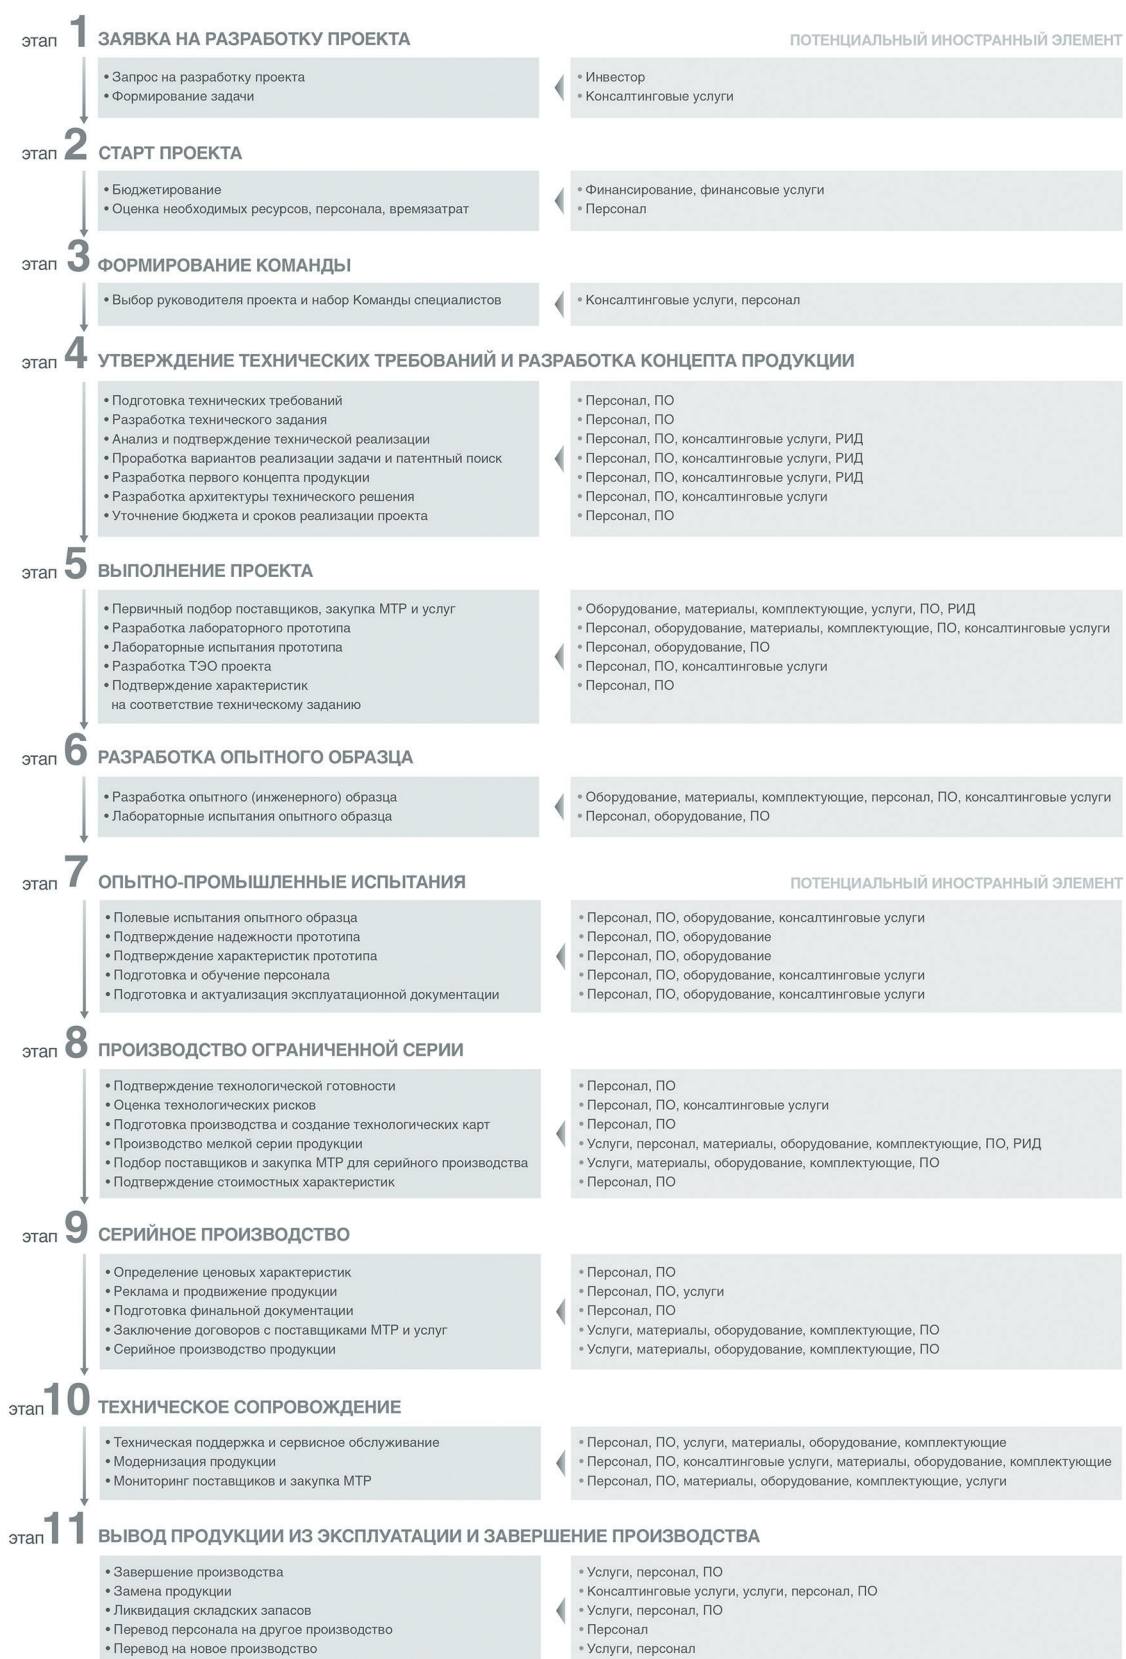 этап 1 ЗАЯВКА НА РАЗРАБОТКУ ПРОЕКТА ПОТЕНЦИАЛЬНЫЙ ИНОСТРАННЫЙ ЭЛЕМЕНТ
• Запрос на разработку проекта • Инвестор
• Формирование задачи • Консалтинговые услуги
этап 2 СТАРТ ПРОЕКТА
• Бюджетирование • Финансирование, финансовые услуги
• Оценка необходимых ресурсов, персонала, времязатрат • Персонал
этап 3 ФОРМИРОВАНИЕ КОМАНДЫ
• Выбор руководителя проекта и набор Команды специалистов • Консалтинговые услуги, персонал
этап 4 УТВЕРЖДЕНИЕ ТЕХНИЧЕСКИХ ТРЕБОВАНИЙ И РАЗРАБОТКА КОНЦЕПТА ПРОДУКЦИИ
• Подготовка технических требований • Персонал, ПО
• Разработка технического задания • Персонал, ПО
• Анализ и подтверждение технической реализации • Персонал, ПО, консалтинговые услуги, РИД
• Проработка вариантов реализации задачи и патентный поиск • Персонал, ПО, консалтинговые услуги, РИД
• Разработка первого концепта продукции • Персонал, ПО, консалтинговые услуги, РИД
• Разработка архитектуры технического решения • Персонал, ПО, консалтинговые услуги
• Уточнение бюджета и сроков реализации проекта • Персонал, ПО
этап 5 ВЫПОЛНЕНИЕ ПРОЕКТА
• Первичный подбор поставщиков, закупка МТР и услуг • Оборудование, материалы, комплектующие, услуги, ПО, РИД
• Разработка лабораторного прототипа • Персонал, оборудование, материалы, комплектующие, ПО, консалтинговые услуги
• Лабораторные испытания прототипа • Персонал, оборудование, ПО
• Разработка ТЭО проекта • Персонал, ПО, консалтинговые услуги
• Подтверждение характеристик • Персонал, ПО
на соответствие техническому заданию
этап 6 РАЗРАБОТКА ОПЫТНОГО ОБРАЗЦА
• Разработка опытного (инженерного) образца • Оборудование, материалы, комплектующие, персонал, ПО, консалтинговые услуги
• Лабораторные испытания опытного образца • Персонал, оборудование, ПО
этап 7 ОПЫТНО-ПРОМЫШЛЕННЫЕ ИСПЫТАНИЯ ПОТЕНЦИАЛЬНЫЙ ИНОСТРАННЫЙ ЭЛЕМЕНТ
• Полевые испытания опытного образца • Персонал, ПО, оборудование, консалтинговые услуги
• Подтверждение надежности прототипа • Персонал, ПО, оборудование
• Подтверждение характеристик прототипа • Персонал, ПО, оборудование
• Подготовка и обучение персонала • Персонал, ПО, оборудование, консалтинговые услуги
• Подготовка и актуализация эксплуатационной документации • Персонал, ПО, оборудование, консалтинговые услуги
этап 8 ПРОИЗВОДСТВО ОГРАНИЧЕННОЙ СЕРИИ
• Подтверждение технологической готовности • Персонал, ПО
• Оценка технологических рисков • Персонал, ПО, консалтинговые услуги
• Подготовка производства и создание технологических карт • Персонал, ПО
• Производство мелкой серии продукции • Услуги, персонал, материалы, оборудование, комплектующие, ПО, РИД
• Подбор поставщиков и закупка МТР для серийного производства • Услуги, материалы, оборудование, комплектующие, ПО
• Подтверждение стоимостных характеристик • Персонал, ПО
этап 9 СЕРИЙНОЕ ПРОИЗВОДСТВО
• Определение ценовых характеристик • Персонал, ПО
• Реклама и продвижение продукции • Персонал, ПО, услуги
• Подготовка финальной документации • Персонал, ПО
• Заключение договоров с поставщиками МТР и услуг • Услуги, материалы, оборудование, комплектующие, ПО
• Серийное производство продукции • Услуги, материалы, оборудование, комплектующие, ПО
этап 10 ТЕХНИЧЕСКОЕ СОПРОВОЖДЕНИЕ
• Техническая поддержка и сервисное обслуживание • Персонал, ПО, услуги, материалы, оборудование, комплектующие
• Модернизация продукции • Персонал, ПО, консалтинговые услуги, материалы, оборудование, комплектующие
• Мониторинг поставщиков и закупка МТР • Персонал, ПО, материалы, оборудование, комплектующие, услуги
этап 11 ВЫВОД ПРОДУКЦИИ ИЗ ЭКСПЛУАТАЦИИ И ЗАВЕРШЕНИЕ ПРОИЗВОДСТВА
• Завершение производства • Услуги, персонал, ПО
• Замена продукции • Консалтинговые услуги, услуги, персонал, ПО
• Ликвидация складских запасов • Услуги, персонал, ПО
• Перевод персонала на другое производство • Персонал
• Перевод на новое производство • Услуги, персонал